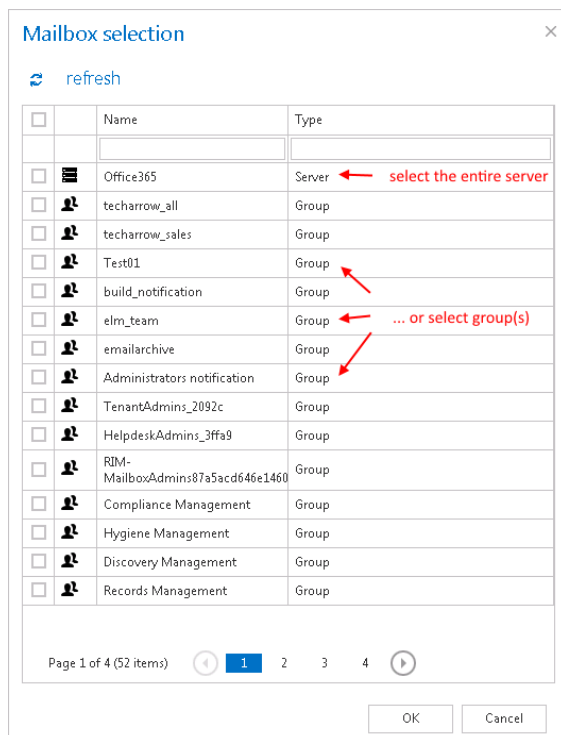 Mailbox selection
refresh
Name Type
Office365 Server select the entire server
techarrow_all Group
techarrow_sales Group
Test01 Group
build_notification Group
elm_team Group ... or select group(s)
emailarchive Group
Administrators notification Group
TenantAdmins_2092c Group
HelpdeskAdmins_3ffa9 Group
RIM-
MailboxAdmins87a5acd646e1460 Group
Compliance Management Group
Hygiene Management Group
Discovery Management Group
Records Management Group
Page 1 of 4 (52 items) 1 2 3 4
OK Cancel